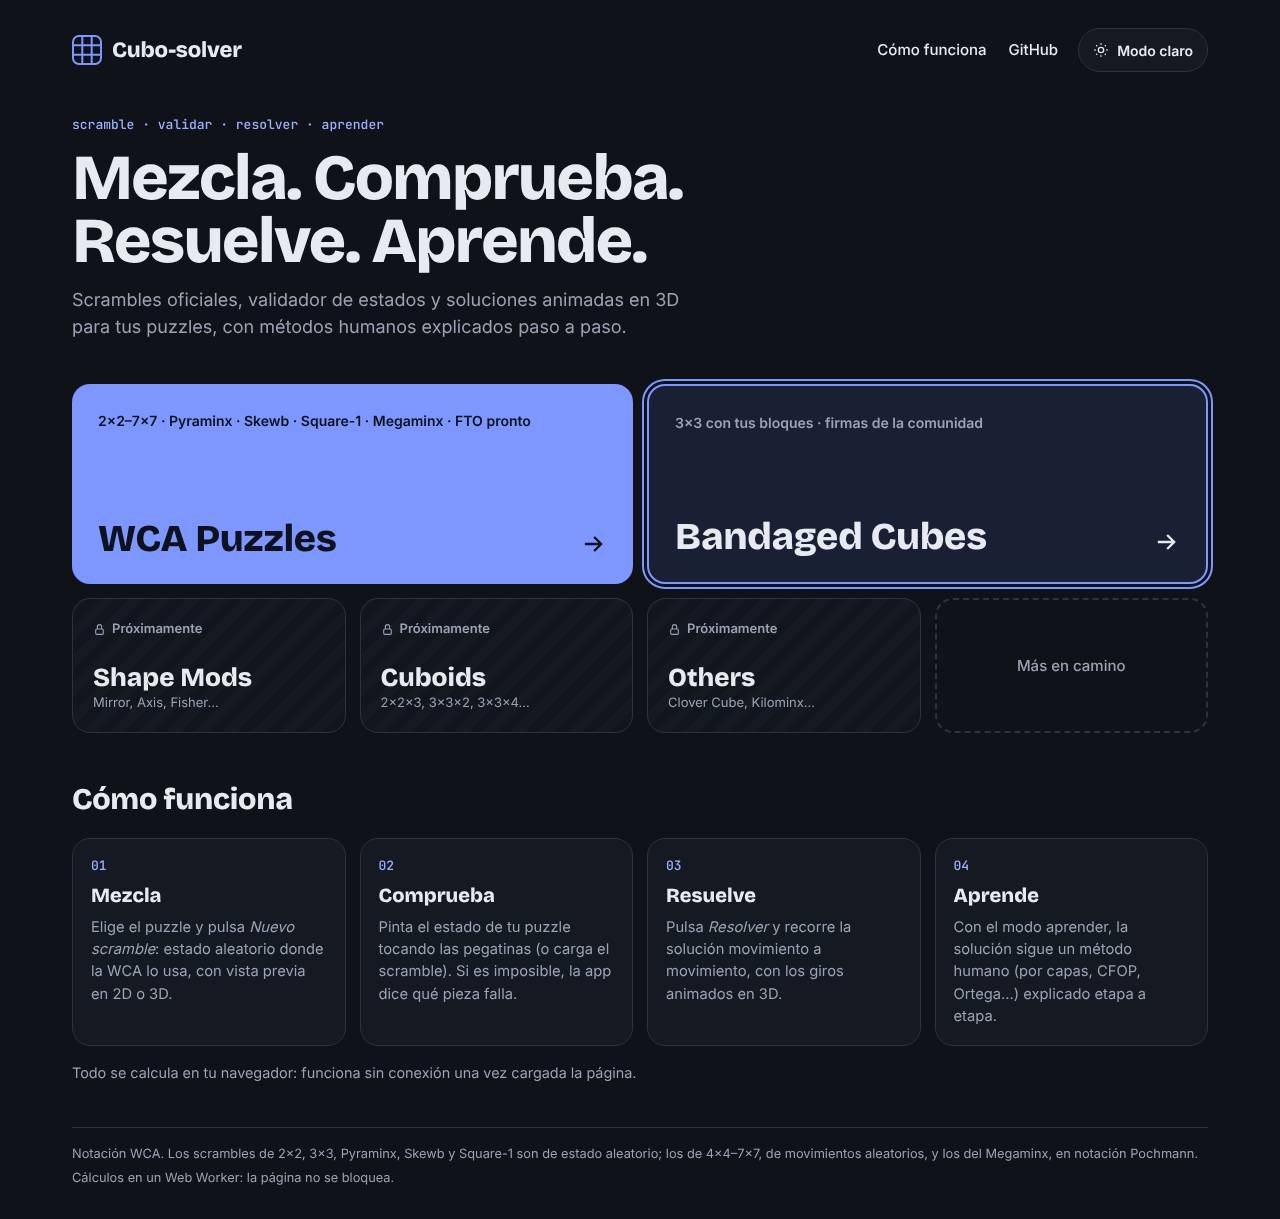 Cubo-solver
Cómo funciona
GitHub
Modo claro
scramble · validar · resolver · aprender
Mezcla. Comprueba.
Resuelve. Aprende.
Scrambles oficiales, validador de estados y soluciones animadas en 3D
para tus puzzles, con métodos humanos explicados paso a paso.
2×2–7×7 · Pyraminx · Skewb · Square-1 · Megaminx · FTO pronto
WCA Puzzles →
3×3 con tus bloques · firmas de la comunidad
Bandaged Cubes →
Próximamente
Shape Mods
Mirror, Axis, Fisher…
Próximamente
Cuboids
2×2×3, 3×3×2, 3×3×4…
Próximamente
Others
Clover Cube, Kilominx…
Más en camino
Cómo funciona
01
Mezcla
Elige el puzzle y pulsa Nuevo
scramble: estado aleatorio donde
la WCA lo usa, con vista previa
en 2D o 3D.
02
Comprueba
Pinta el estado de tu puzzle
tocando las pegatinas (o carga el
scramble). Si es imposible, la app
dice qué pieza falla.
03
Resuelve
Pulsa Resolver y recorre la
solución movimiento a
movimiento, con los giros
animados en 3D.
04
Aprende
Con el modo aprender, la
solución sigue un método
humano (por capas, CFOP,
Ortega…) explicado etapa a
etapa.
Todo se calcula en tu navegador: funciona sin conexión una vez cargada la página.
Notación WCA. Los scrambles de 2×2, 3×3, Pyraminx, Skewb y Square-1 son de estado aleatorio; los de 4×4–7×7, de movimientos aleatorios, y los del Megaminx, en notación Pochmann.
Cálculos en un Web Worker: la página no se bloquea.